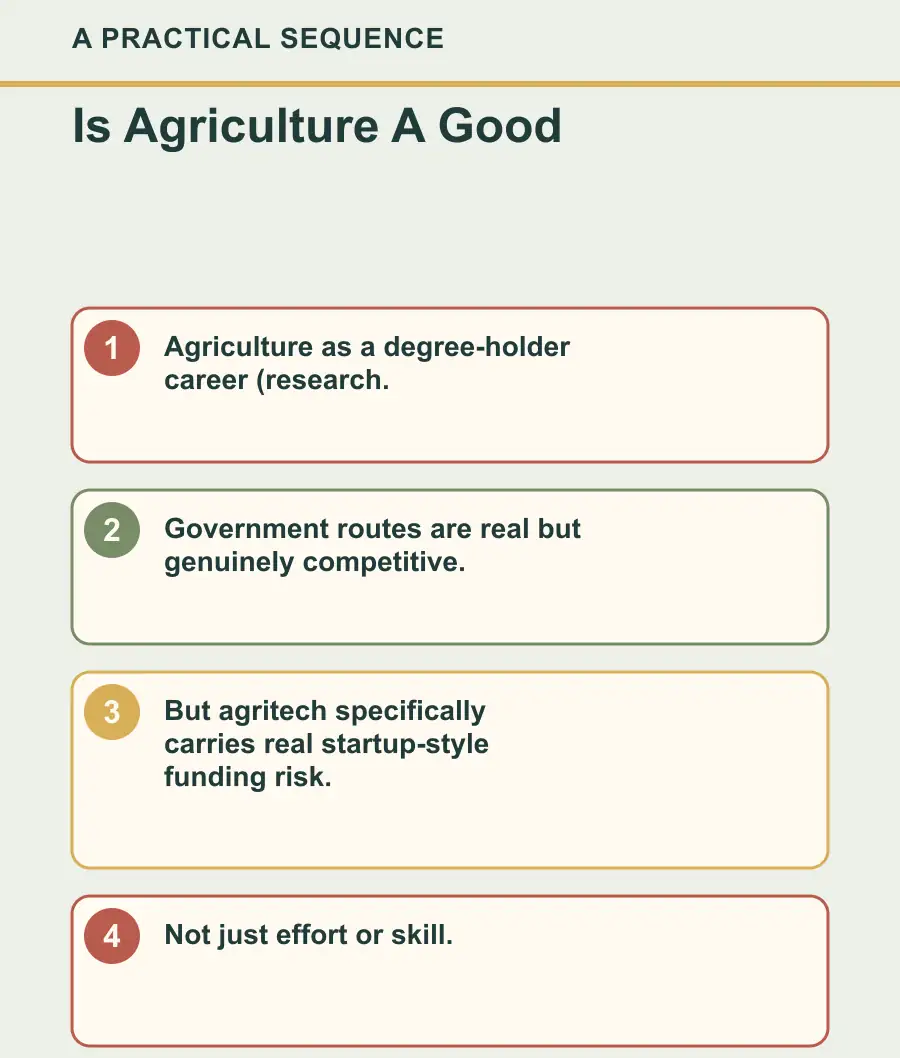 A PRACTICAL SEQUENCE
Is Agriculture A Good
1
Agriculture as a degree-holder
career (research.
2
Government routes are real but
genuinely competitive.
3
But agritech specifically
carries real startup-style
funding risk.
4
Not just effort or skill.